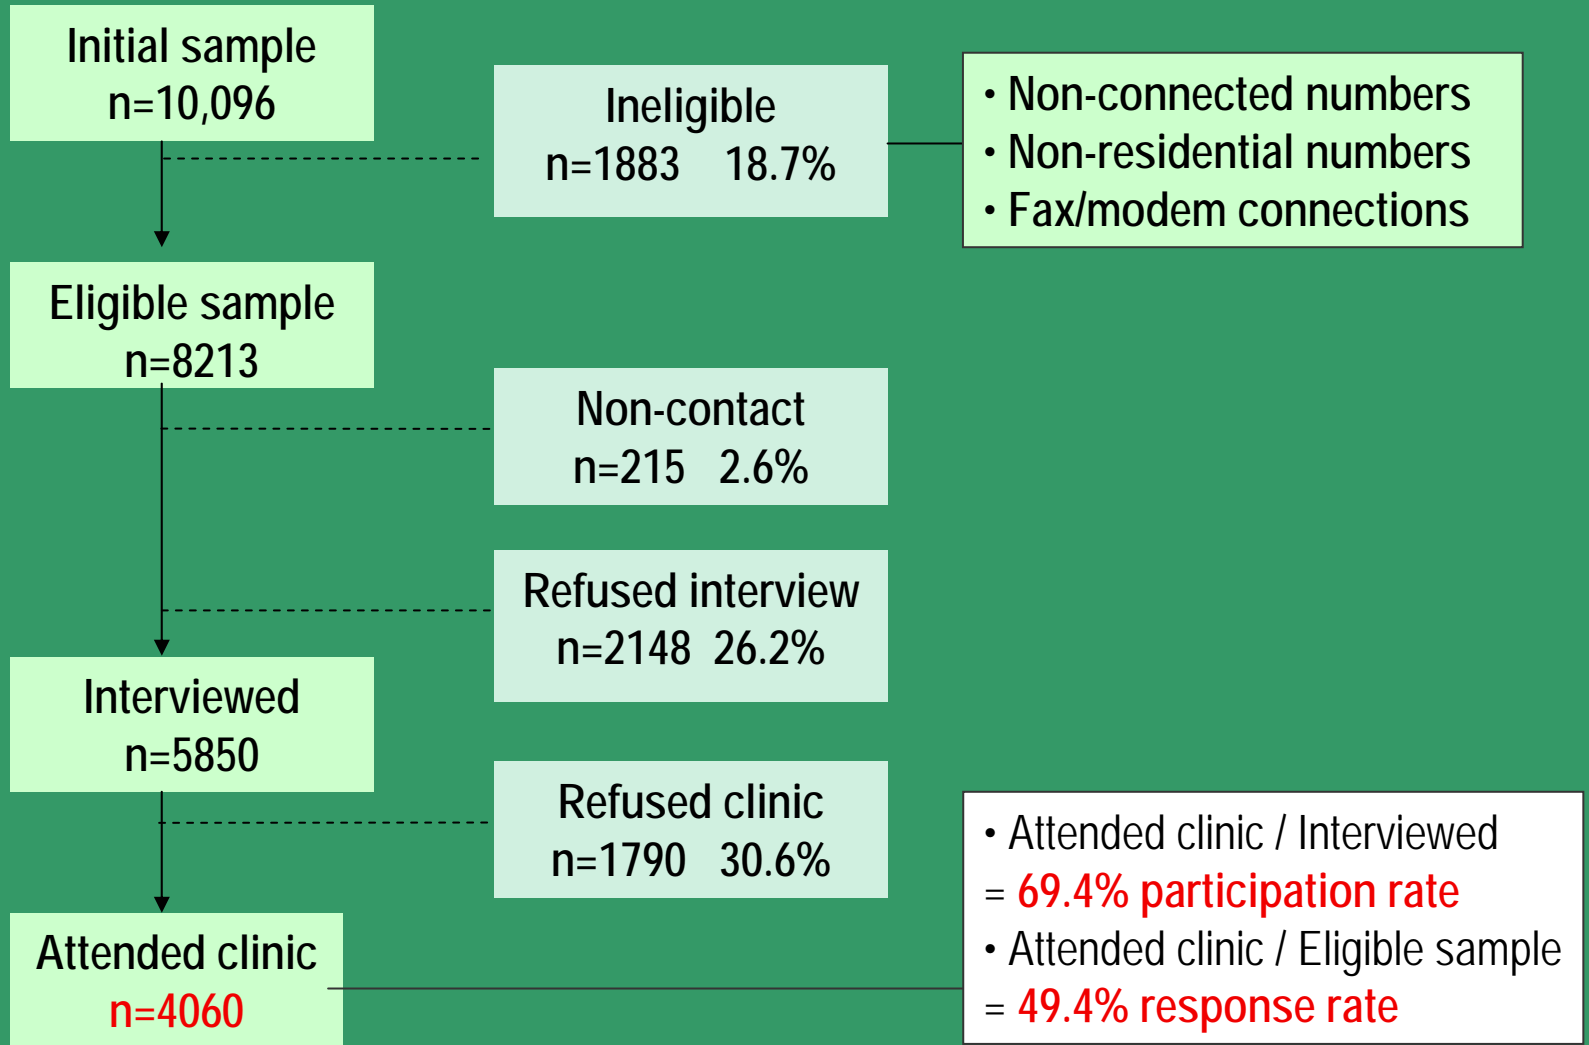 Initial sample
n=10,096
Ineligible
n=1883 18.7%
• Non-connected numbers
• Non-residential numbers
• Fax/modem connections
Eligible sample
n=8213
Non-contact
n=215 2.6%
Refused interview
n=2148 26.2%
Interviewed
n=5850
Refused clinic
n=1790 30.6%
Attended clinic
n=4060
• Attended clinic / Interviewed
= 69.4% participation rate
• Attended clinic / Eligible sample
= 49.4% response rate